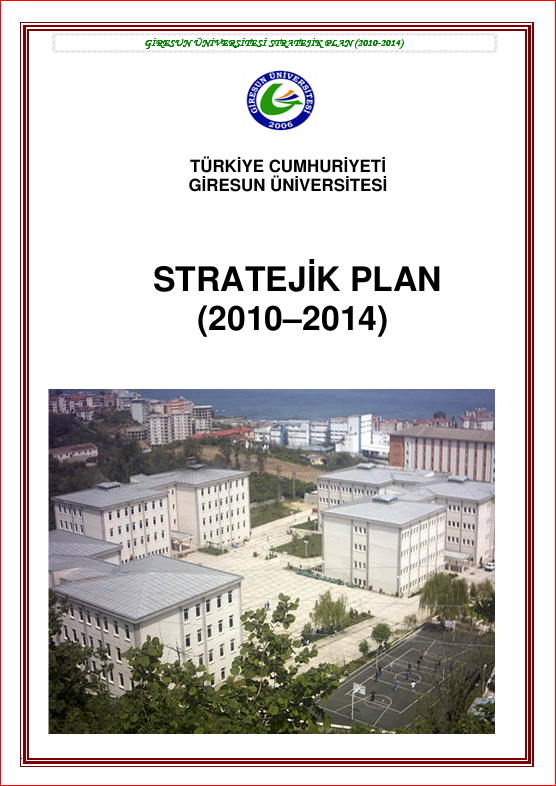 GİRESUN ÜNİVERSİTESİ STRATEJİK PLAN (2010-2014)
GİRESUN ÜNİVERSİTESİ
2006
TÜRKİYE CUMHURİYETİ
GİRESUN ÜNİVERSİTESİ
STRATEJİK PLAN
(2010–2014)